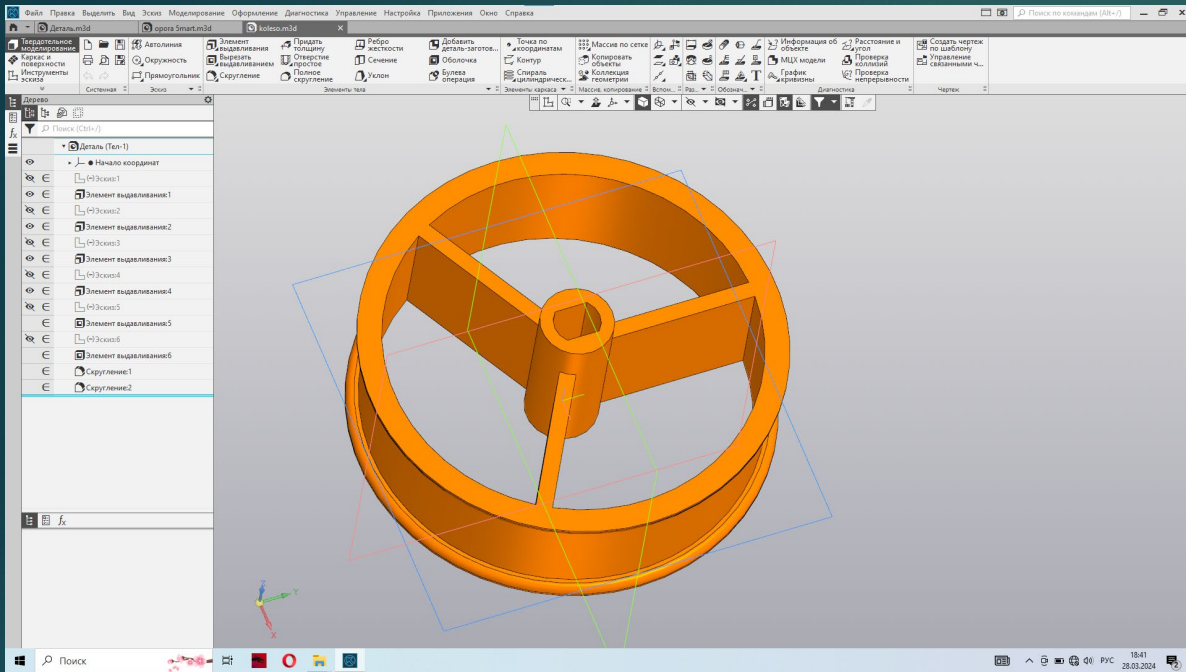 Файл Правка Выделить Вид Эскиз Моделирование Оформление Диагностика Управление Настройка Приложения Окно Справка
Поиск по командам (Alt+/)
Деталь.m3d
opora 5mart.m3d
koleso.m3d
Твердотельное моделирование
Каркас и поверхности
Инструменты эскиза
Системная
Автолиния
Окружность
Прямоугольник
Эскиз
Элемент выдавливания
Вырезать выдавливанием
Скругление
Придать толщину
Отверстие простое
Полное скругление
Ребро жесткости
Сечение
Уклон
Добавить деталь-заготов...
Оболочка
Булева операция
Элементы тела
Точка по координатам
Контур
Спираль цилиндрическ...
Элементы каркаса
Массив по сетке
Копировать объекты
Коллекция геометрии
Массив, копирование
Вспом...
Раз...
Обознач...
Информация об объекте
МЦХ модели
График кривизны
Расстояние и угол
Проверка коллизий
Проверка непрерывности
Диагностика
Создать чертеж по шаблону
Управление связанными ч...
Чертеж
Дерево
Поиск (Ctrl+/)
Деталь (Тел-1)
Начало координат
(-)Эскиз:1
Элемент выдавливания:1
(-)Эскиз:2
Элемент выдавливания:2
(-)Эскиз:3
Элемент выдавливания:3
(-)Эскиз:4
Элемент выдавливания:4
(-)Эскиз:5
Элемент выдавливания:5
(-)Эскиз:6
Элемент выдавливания:6
Скругление:1
Скругление:2
fx
Z
Y
X
Поиск
РУС
18:41
28.03.2024